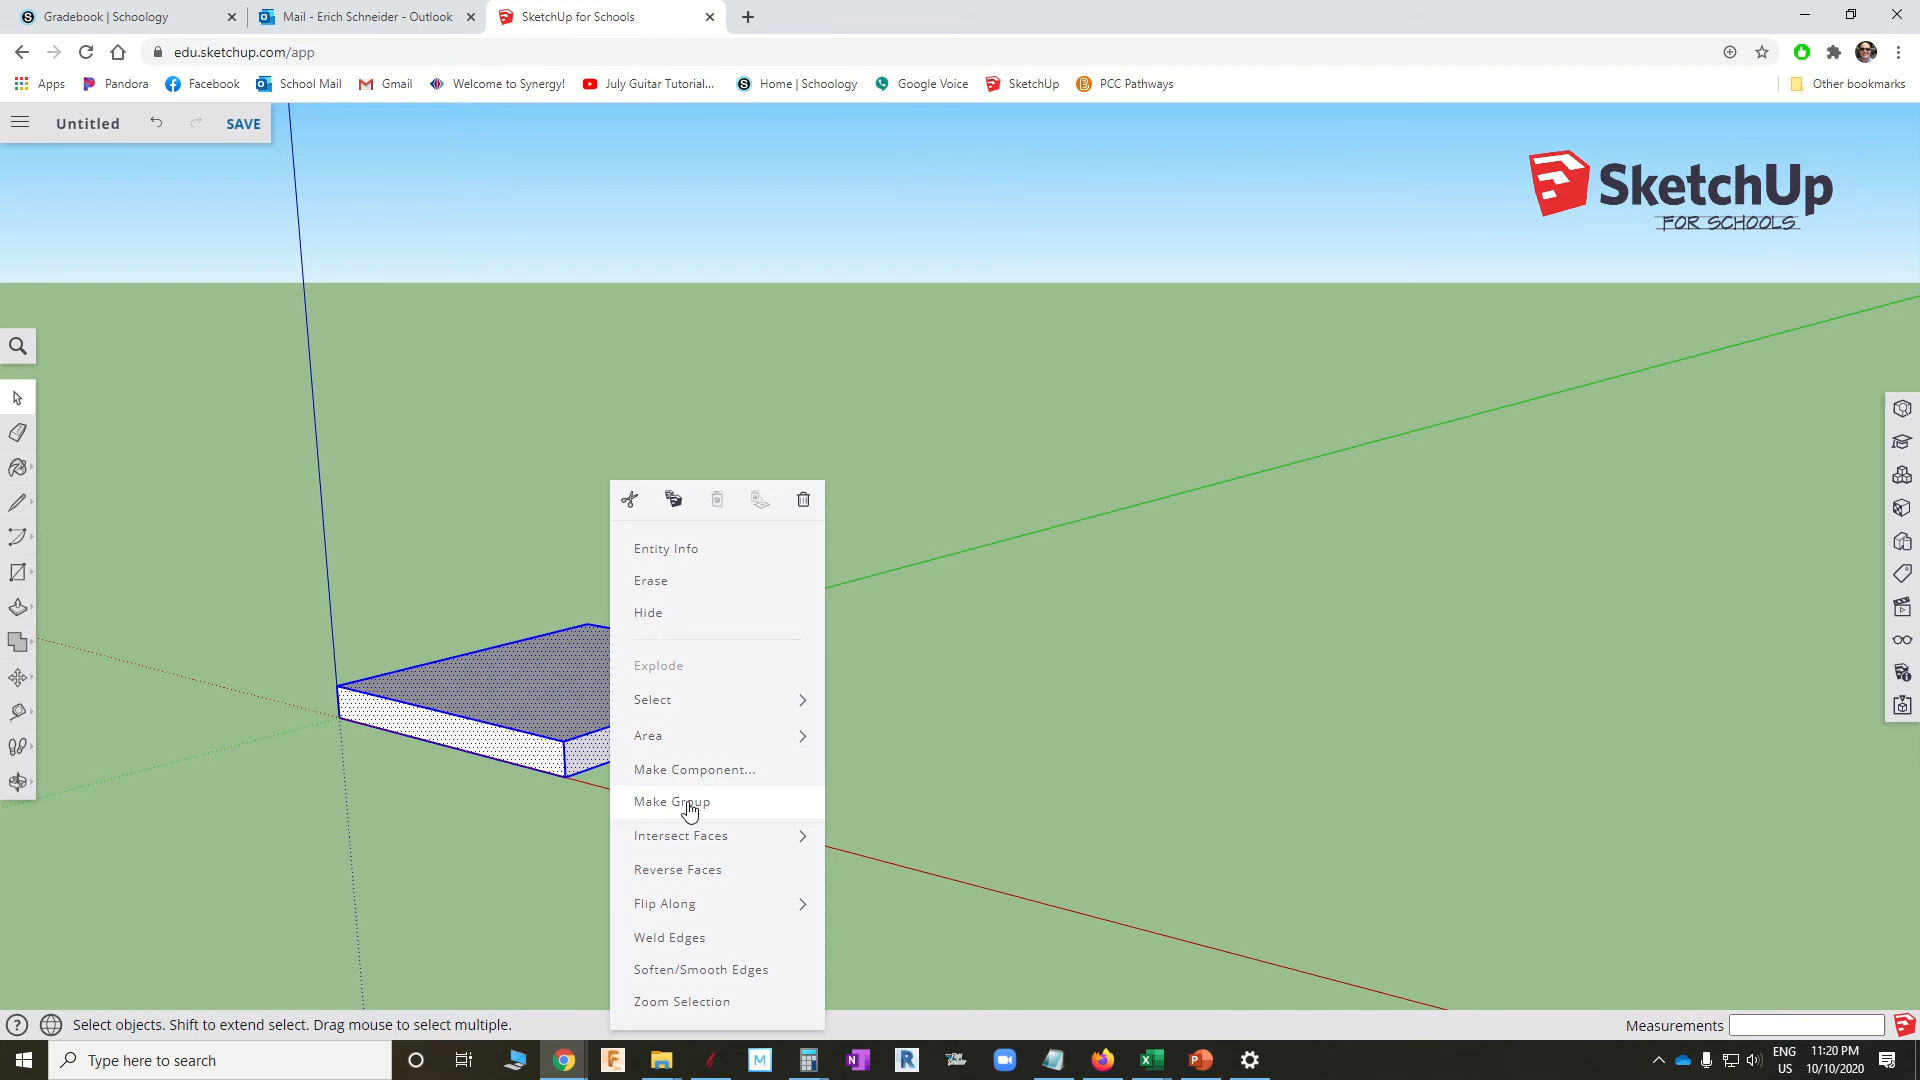 Gradebook | Schoology
Mail - Erich Schneider - Outlook
SketchUp for Schools
edu.sketchup.com/app
Apps
Pandora
Facebook
School Mail
Gmail
Welcome to Synergy!
July Guitar Tutorial...
Home | Schoology
Google Voice
SketchUp
PCC Pathways
Other bookmarks
Untitled
SAVE
SketchUp
FOR SCHOOLS
Entity Info
Erase
Hide
Explode
Select
Area
Make Component...
Make Group
Intersect Faces
Reverse Faces
Flip Along
Weld Edges
Soften/Smooth Edges
Zoom Selection
Select objects. Shift to extend select. Drag mouse to select multiple.
Measurements
Type here to search
ENG
US
11:20 PM
10/10/2020